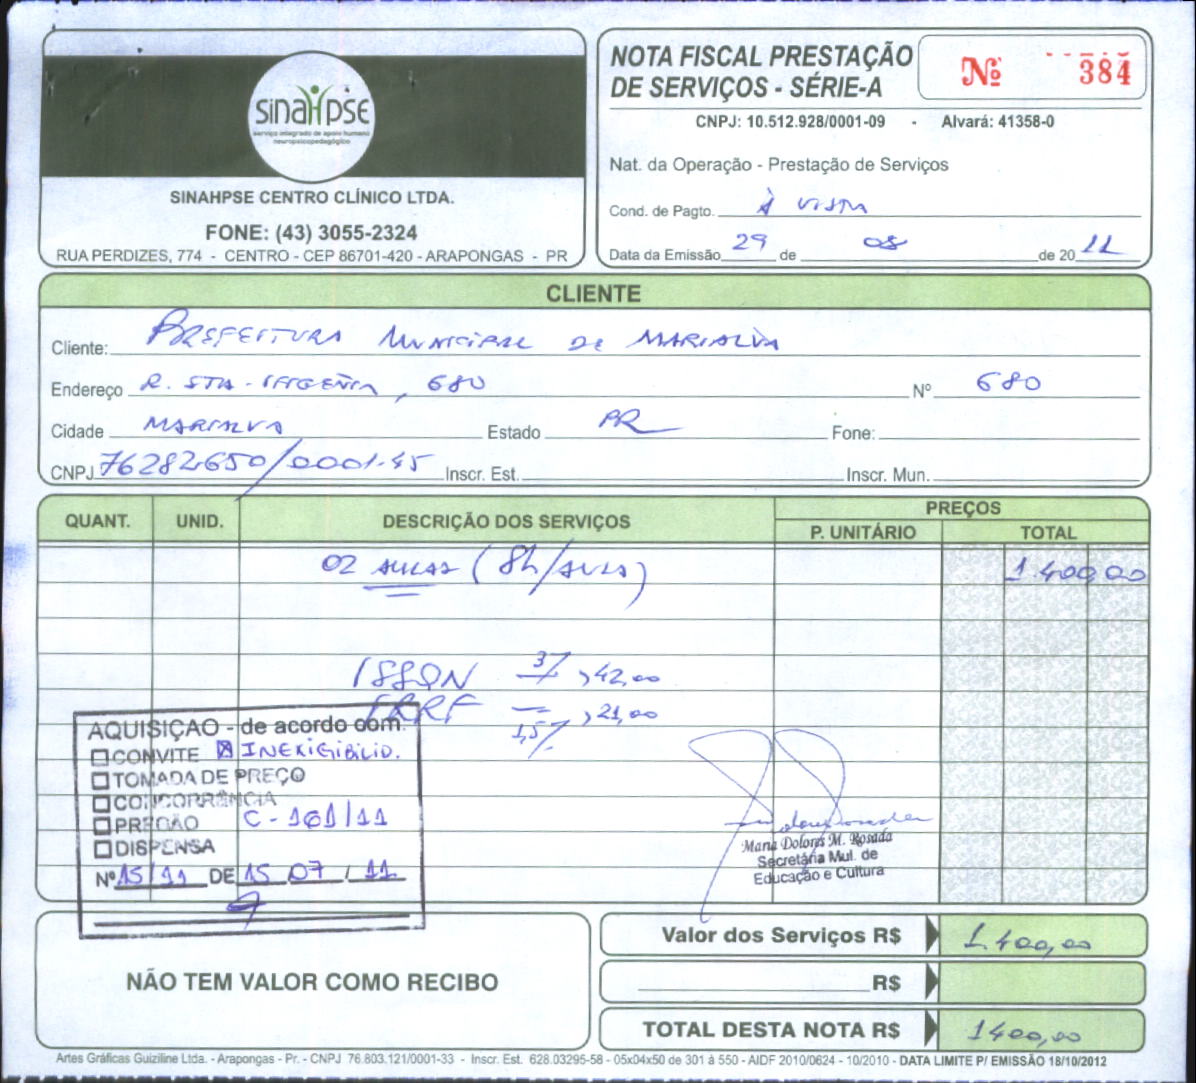 sinahpse
serviço integrado de apoio humano
neuropsicopedagógico
SINAHPSE CENTRO CLÍNICO LTDA.
FONE: (43) 3055-2324
RUA PERDIZES, 774 - CENTRO - CEP 86701-420 - ARAPONGAS - PR
NOTA FISCAL PRESTAÇÃO
DE SERVIÇOS - SÉRIE-A
Nº 384
CNPJ: 10.512.928/0001-09 - Alvará: 41358-0
Nat. da Operação - Prestação de Serviços
Cond. de Pagto. À VISTA
Data da Emissão 29 de 08 de 2011
CLIENTE
Cliente: PREFEITURA MUNICIPAL DE MARIALVA
Endereço R. STA. IFIGÊNIA, 680 Nº 680
Cidade MARIALVA Estado PR Fone:
CNPJ 76282650/0001-45 Inscr. Est. Inscr. Mun.
QUANT. UNID. DESCRIÇÃO DOS SERVIÇOS PREÇOS
P. UNITÁRIO TOTAL
02 AULAS (8h/AULA) 1.400,00
ISSQN 3% 42,00
IRRF 1,5% 21,00
AQUISIÇÃO - de acordo com
CONVITE INEXIGIBILID.
TOMADA DE PREÇO
CONCORRÊNCIA
PREGÃO C-161/11
DISPENSA
Nº 15/11 DE 15/07/11
Maria Dolores M. Rosada
Secretária Mul. de
Educação e Cultura
NÃO TEM VALOR COMO RECIBO
Valor dos Serviços R$ 1.400,00
R$
TOTAL DESTA NOTA R$ 1400,00
Artes Gráficas Guiziline Ltda. - Arapongas - Pr. - CNPJ 76.803.121/0001-33 - Inscr. Est. 628.03295-58 - 05x04x50 de 301 à 550 - AIDF 2010/0624 - 10/2010 - DATA LIMITE P/ EMISSÃO 18/10/2012